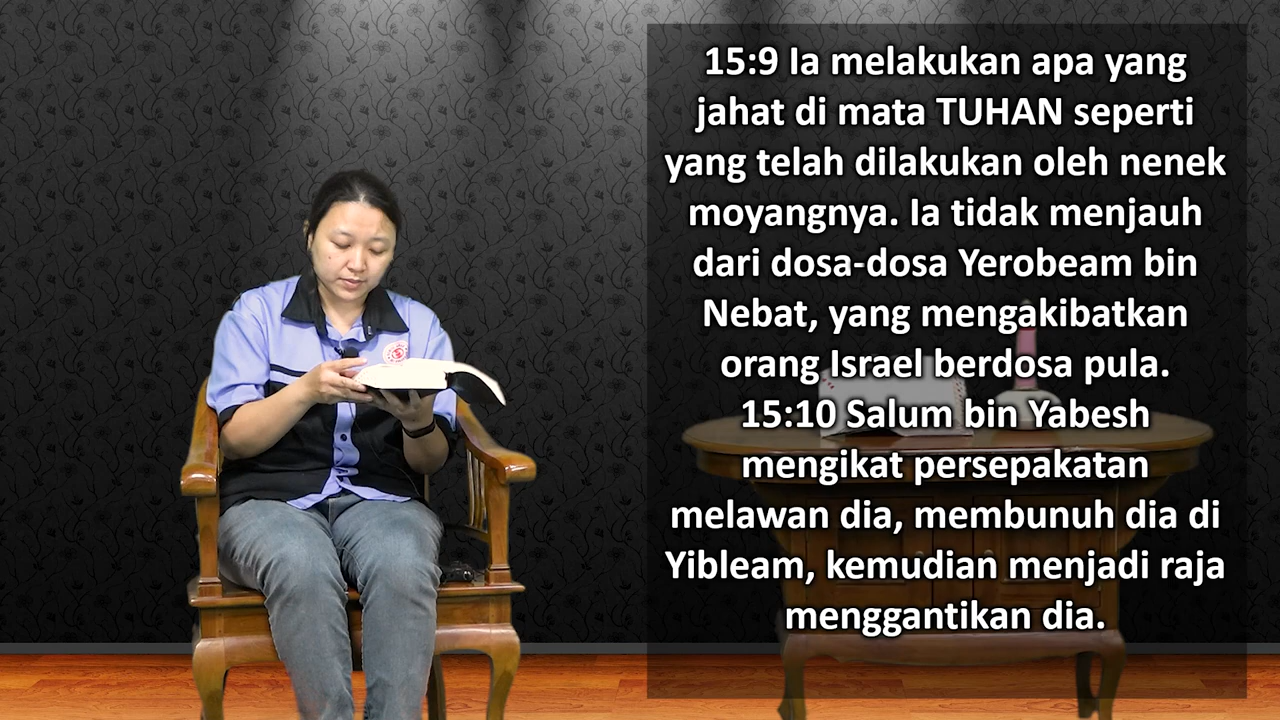 15:9 Ia melakukan apa yang
jahat di mata TUHAN seperti
yang telah dilakukan oleh nenek
moyangnya. Ia tidak menjauh
dari dosa-dosa Yerobeam bin
Nebat, yang mengakibatkan
orang Israel berdosa pula.
15:10 Salum bin Yabesh
mengikat persepakatan
melawan dia, membunuh dia di
Yibleam, kemudian menjadi raja
menggantikan dia.